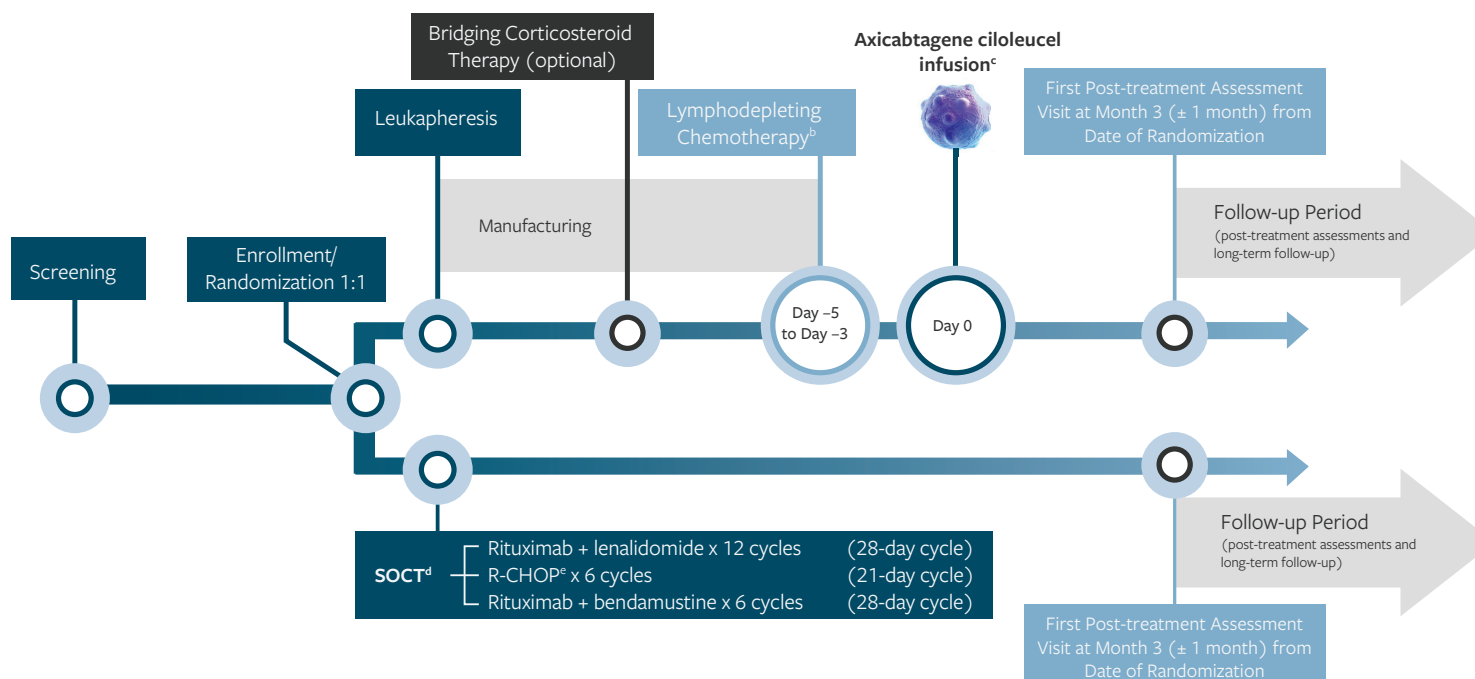 Bridging Corticosteroid
Therapy (optional)
Axicabtagene ciloleucel
infusionᶜ
Leukapheresis
Lymphodepleting
Chemotherapyᵇ
First Post-treatment Assessment
Visit at Month 3 (± 1 month) from
Date of Randomization
Manufacturing
Follow-up Period
(post-treatment assessments and
long-term follow-up)
Screening
Enrollment/
Randomization 1:1
Day –5
to Day –3
Day 0
SOCTᵈ
Rituximab + lenalidomide x 12 cycles (28-day cycle)
R-CHOPᵉ x 6 cycles (21-day cycle)
Rituximab + bendamustine x 6 cycles (28-day cycle)
Follow-up Period
(post-treatment assessments and
long-term follow-up)
First Post-treatment Assessment
Visit at Month 3 (± 1 month) from
Date of Randomization